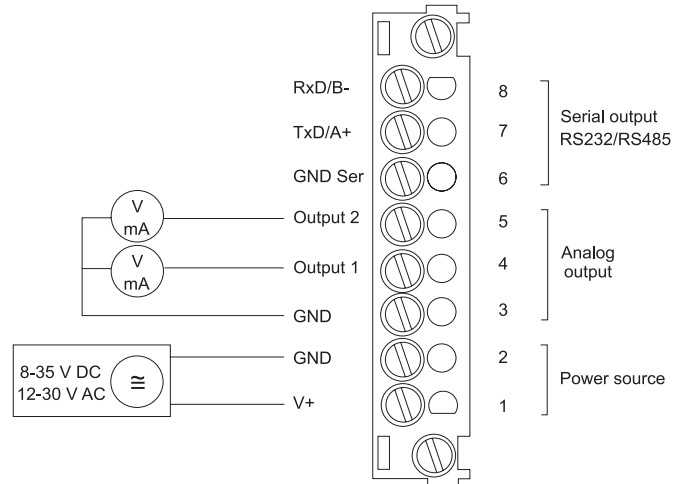 RxD/B- 8
TxD/A+ 7
Serial output
RS232/RS485
GND Ser 6
V
mA
Output 2 5
V
mA
Output 1 4
Analog
output
GND 3
8-35 V DC
12-30 V AC
≅
GND 2
Power source
V+ 1